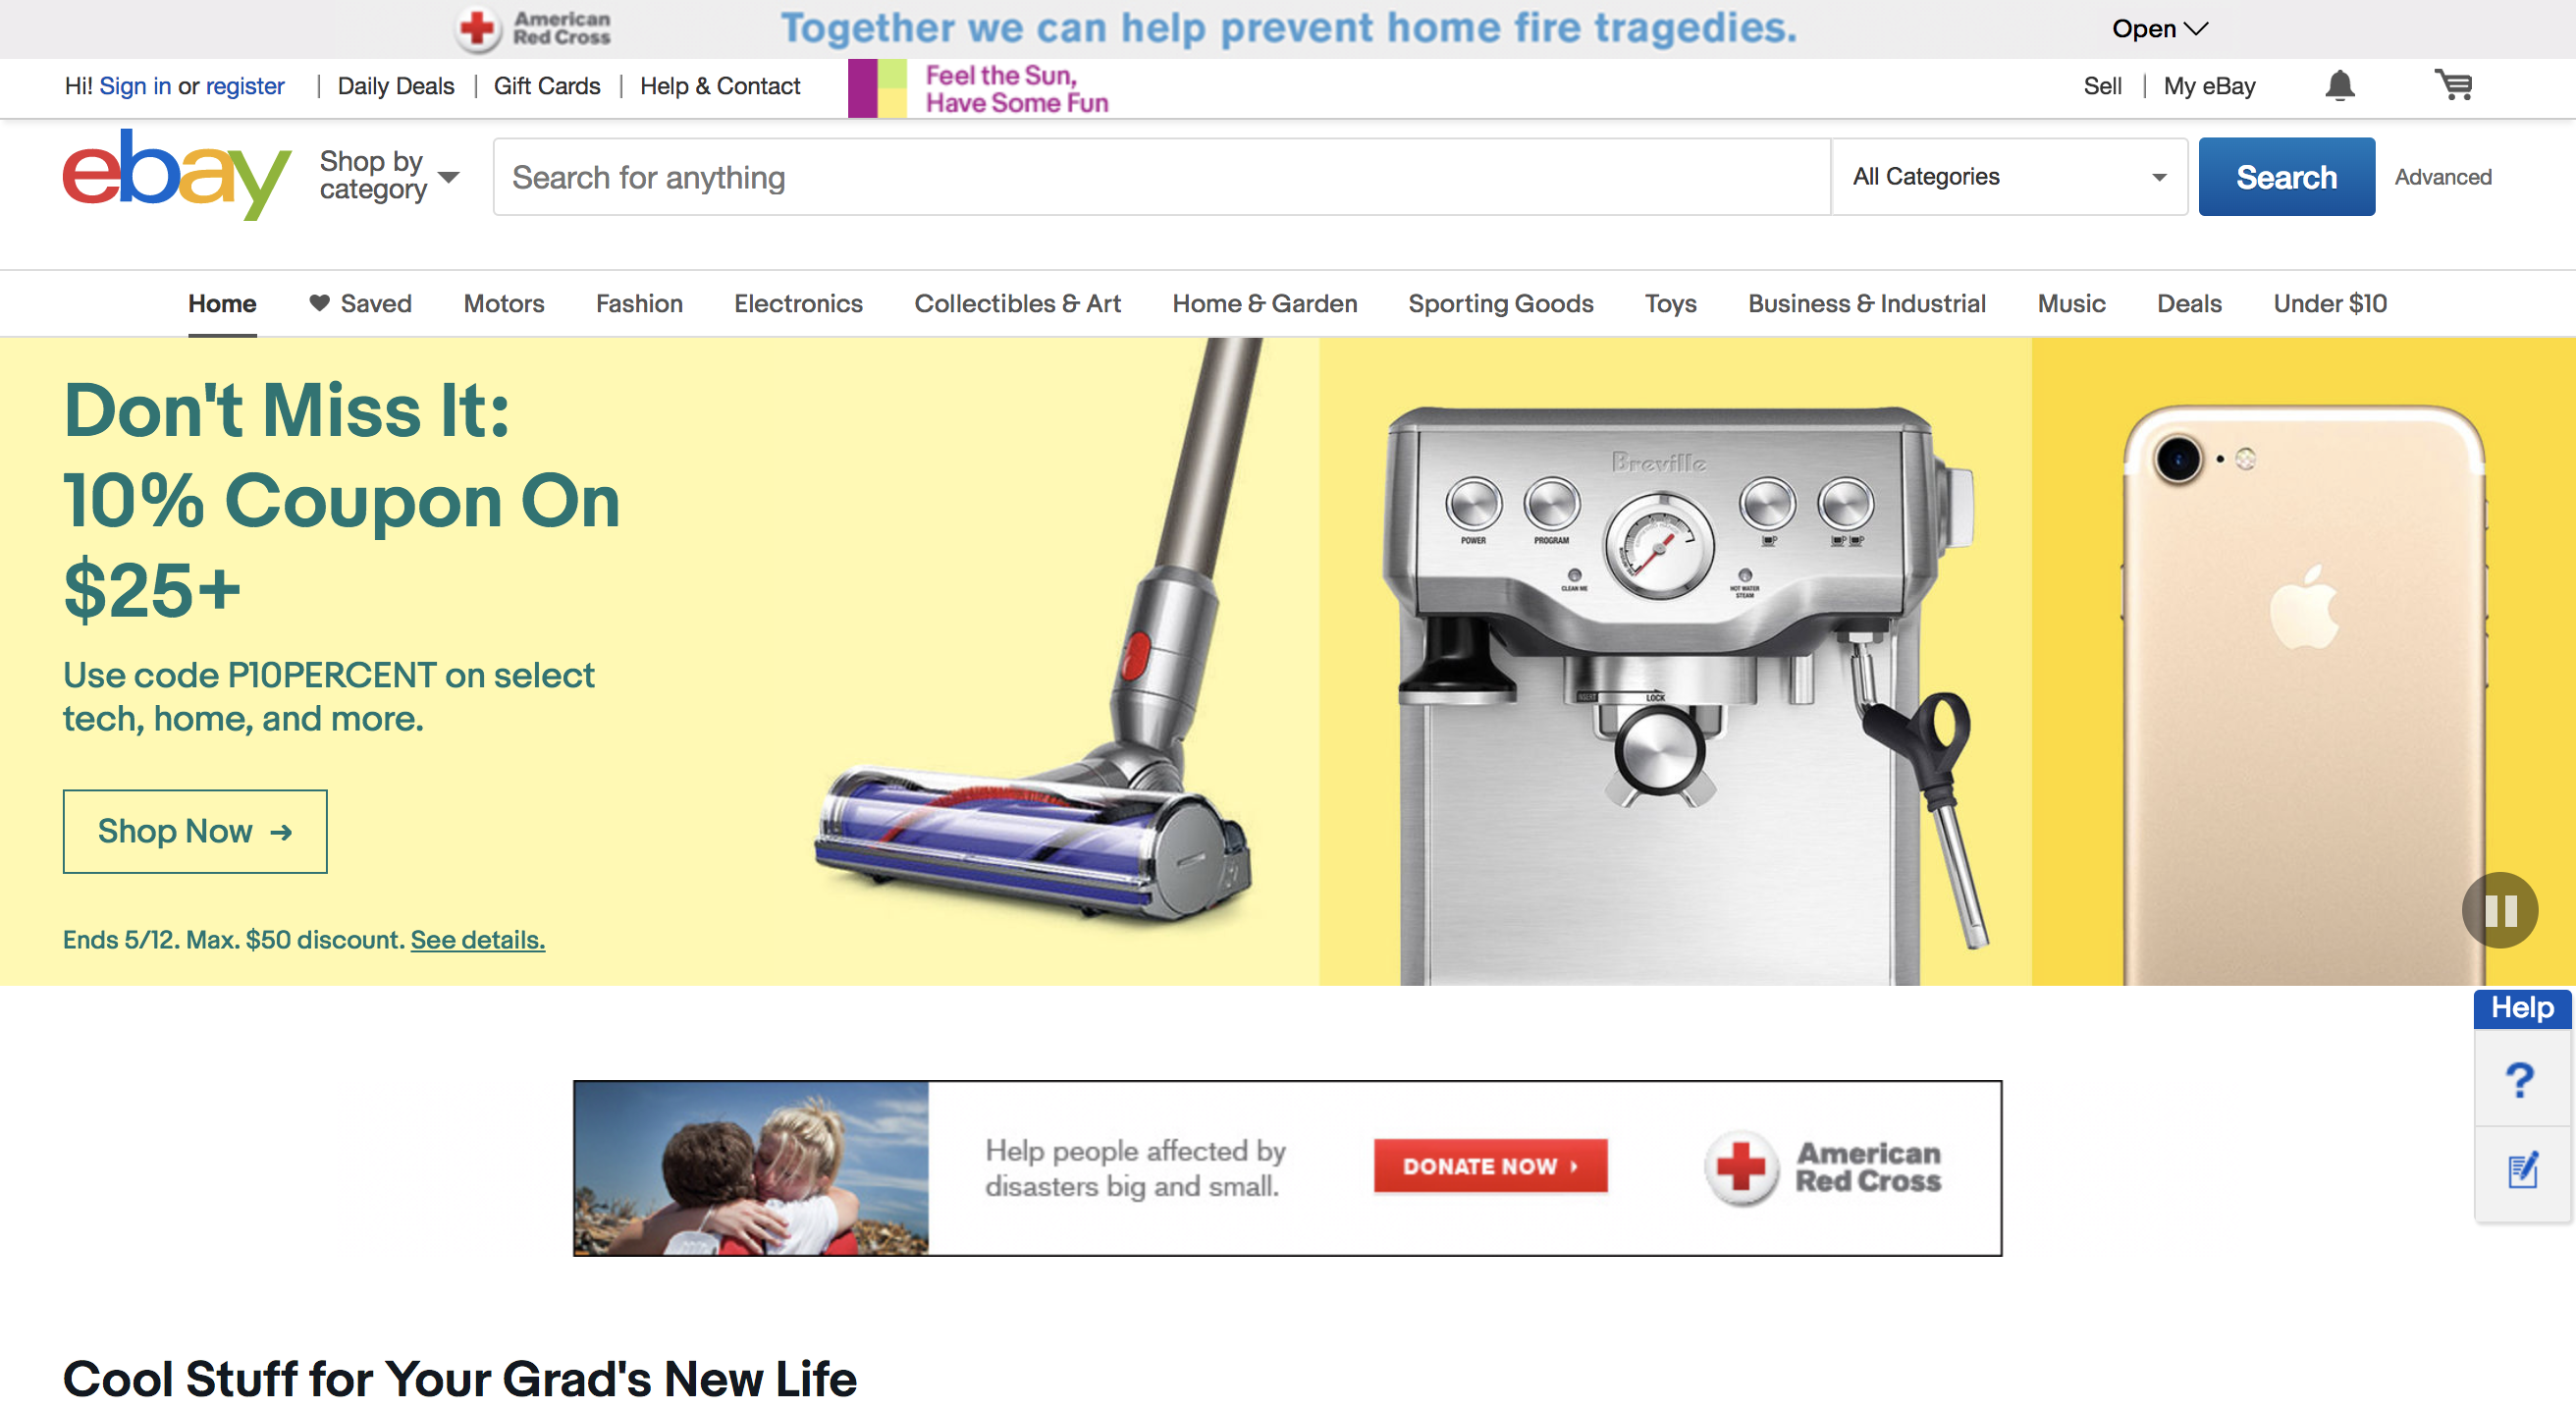 American
Red Cross
Together we can help prevent home fire tragedies.
Open
Hi! Sign in or register | Daily Deals | Gift Cards | Help & Contact
Feel the Sun,
Have Some Fun
Sell | My eBay
ebay
Shop by
category
Search for anything
All Categories
Search
Advanced
Home Saved Motors Fashion Electronics Collectibles & Art Home & Garden Sporting Goods Toys Business & Industrial Music Deals Under $10
Don't Miss It:
10% Coupon On
$25+
Use code P10PERCENT on select
tech, home, and more.
Shop Now →
Ends 5/12. Max. $50 discount. See details.
Breville
POWER
PROGRAM
CLEAN ME
HOT WATER
STEAM
LOCK
Help
?
Help people affected by
disasters big and small.
DONATE NOW
American
Red Cross
Cool Stuff for Your Grad's New Life